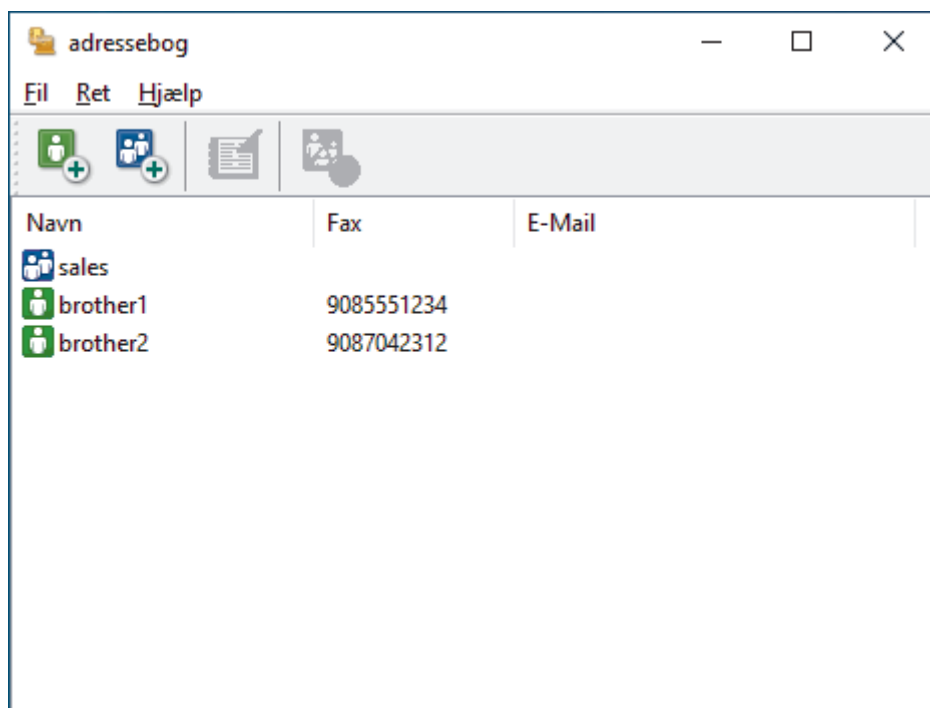 adressebog
Fil Ret Hjælp
Navn Fax E-Mail
sales
brother1 9085551234
brother2 9087042312